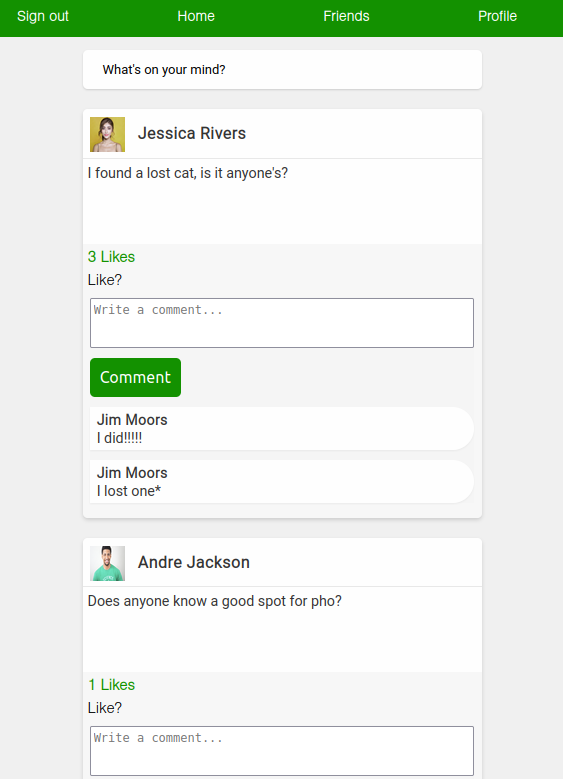 Sign out Home Friends Profile
What's on your mind?
Jessica Rivers
I found a lost cat, is it anyone's?
3 Likes
Like?
Write a comment...
Comment
Jim Moors
I did!!!!!
Jim Moors
I lost one*
Andre Jackson
Does anyone know a good spot for pho?
1 Likes
Like?
Write a comment...